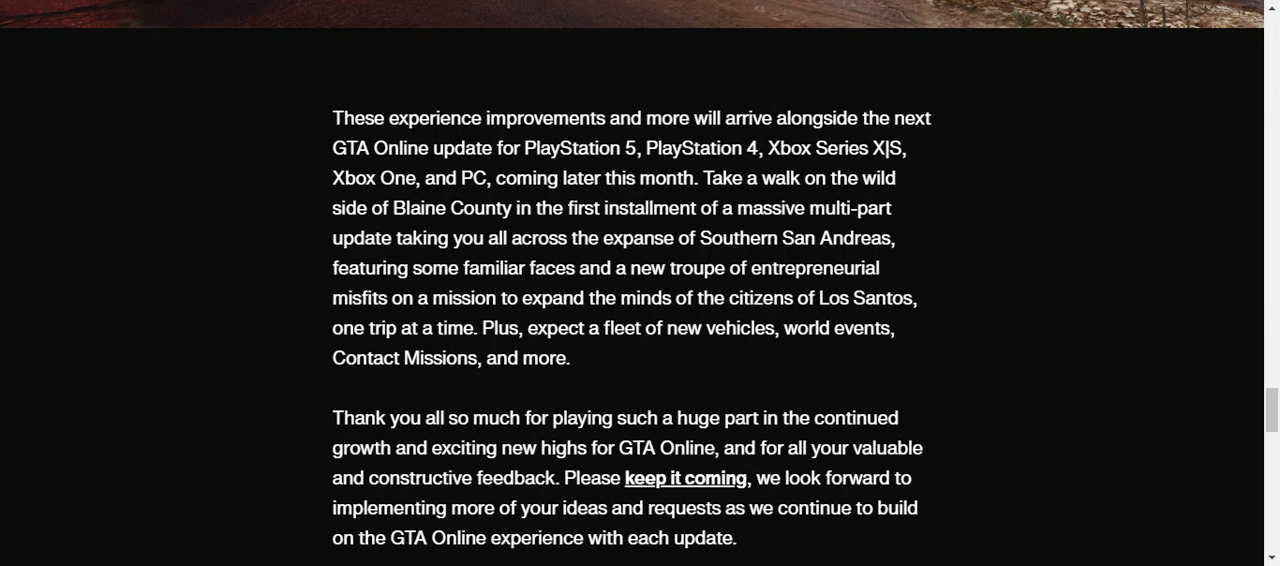 These experience improvements and more will arrive alongside the next
GTA Online update for PlayStation 5, PlayStation 4, Xbox Series X|S,
Xbox One, and PC, coming later this month. Take a walk on the wild
side of Blaine County in the first installment of a massive multi-part
update taking you all across the expanse of Southern San Andreas,
featuring some familiar faces and a new troupe of entrepreneurial
misfits on a mission to expand the minds of the citizens of Los Santos,
one trip at a time. Plus, expect a fleet of new vehicles, world events,
Contact Missions, and more.
Thank you all so much for playing such a huge part in the continued
growth and exciting new highs for GTA Online, and for all your valuable
and constructive feedback. Please keep it coming, we look forward to
implementing more of your ideas and requests as we continue to build
on the GTA Online experience with each update.